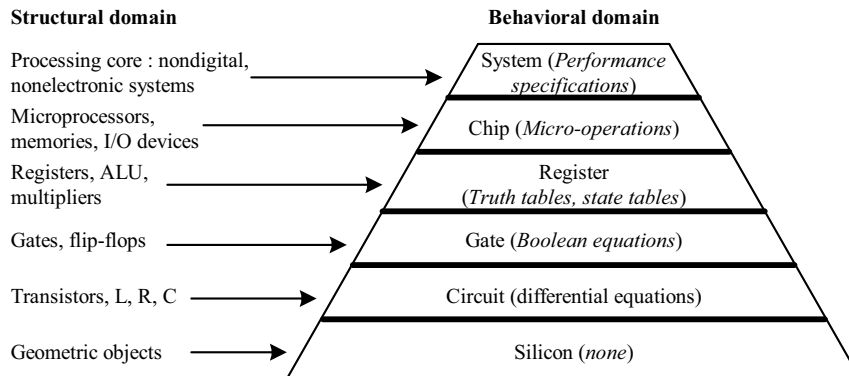 Structural domain
Behavioral domain
Processing core : nondigital,
nonelectronic systems
System (Performance
specifications)
Microprocessors,
memories, I/O devices
Chip (Micro-operations)
Registers, ALU,
multipliers
Register
(Truth tables, state tables)
Gates, flip-flops
Gate (Boolean equations)
Transistors, L, R, C
Circuit (differential equations)
Geometric objects
Silicon (none)